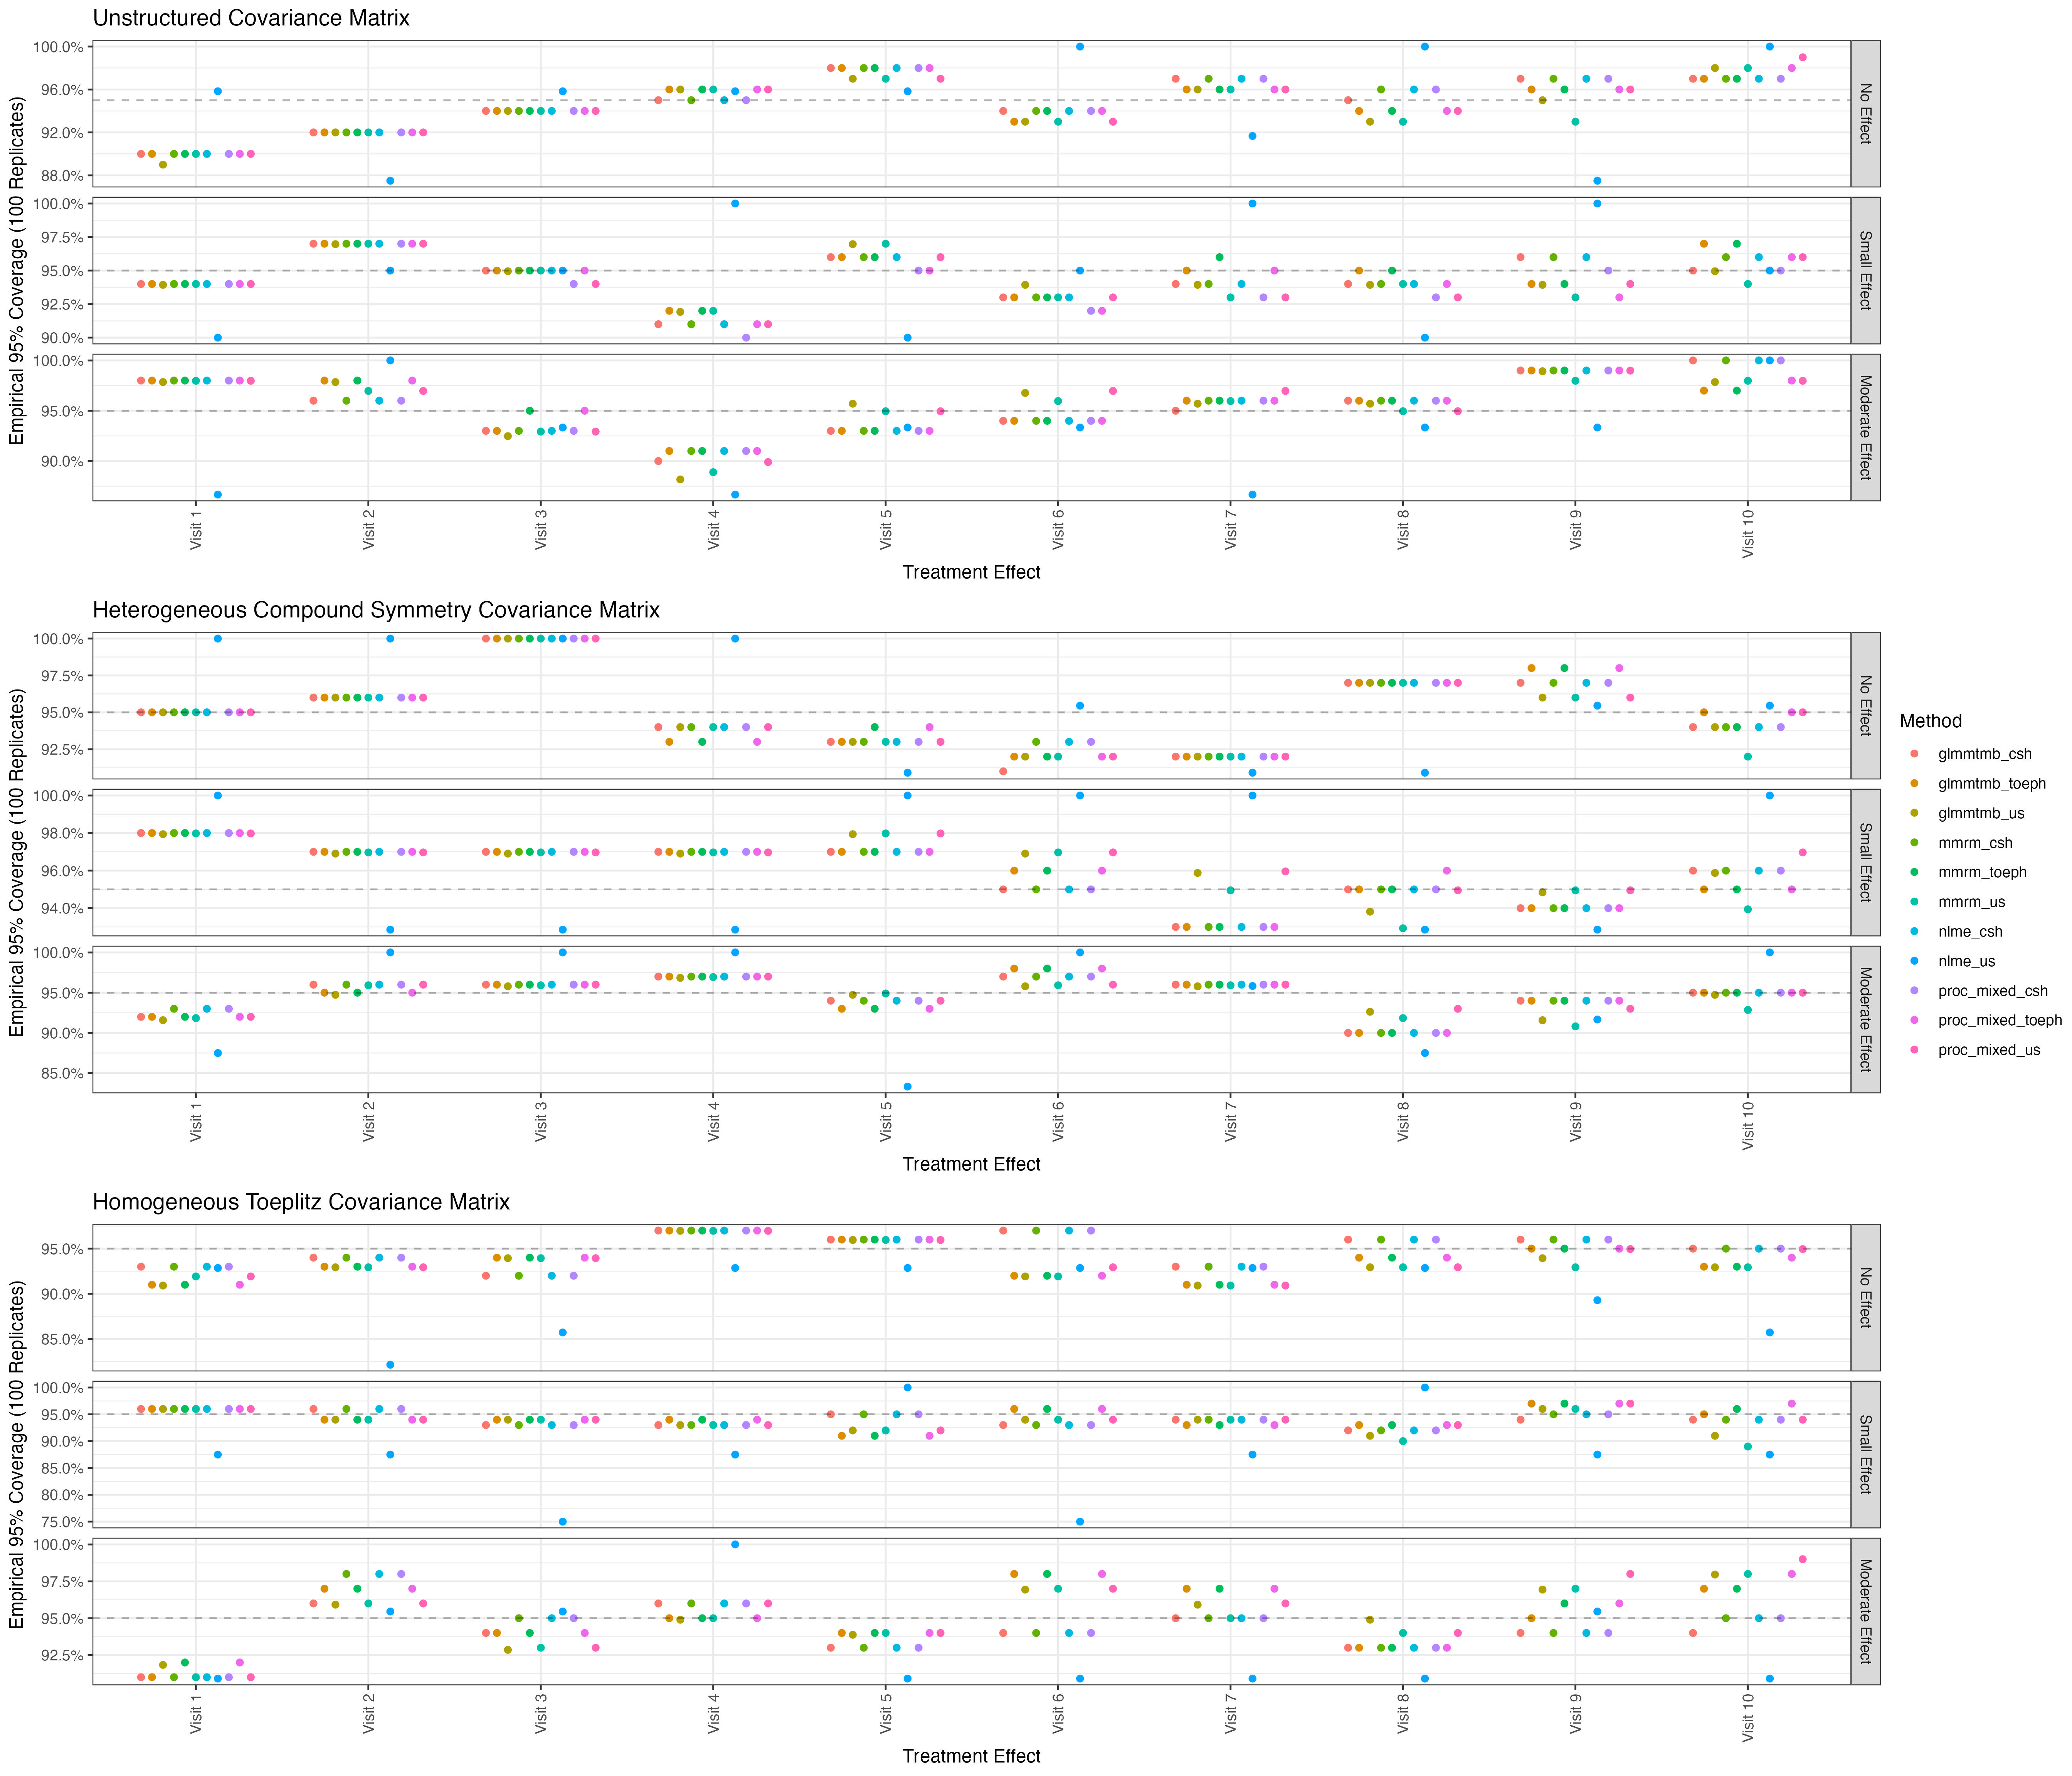 Unstructured Covariance Matrix
Empirical 95% Coverage (100 Replicates)
100.0%
96.0%
92.0%
88.0%
No Effect
100.0%
97.5%
95.0%
92.5%
90.0%
Small Effect
100.0%
95.0%
90.0%
Moderate Effect
Visit 1
Visit 2
Visit 3
Visit 4
Visit 5
Visit 6
Visit 7
Visit 8
Visit 9
Visit 10
Treatment Effect
Heterogeneous Compound Symmetry Covariance Matrix
Empirical 95% Coverage (100 Replicates)
100.0%
97.5%
95.0%
92.5%
No Effect
100.0%
98.0%
96.0%
94.0%
Small Effect
100.0%
95.0%
90.0%
85.0%
Moderate Effect
Visit 1
Visit 2
Visit 3
Visit 4
Visit 5
Visit 6
Visit 7
Visit 8
Visit 9
Visit 10
Treatment Effect
Method
glmmtmb_csh
glmmtmb_toeph
glmmtmb_us
mmrm_csh
mmrm_toeph
mmrm_us
nlme_csh
nlme_us
proc_mixed_csh
proc_mixed_toeph
proc_mixed_us
Homogeneous Toeplitz Covariance Matrix
Empirical 95% Coverage (100 Replicates)
95.0%
90.0%
85.0%
No Effect
100.0%
95.0%
90.0%
85.0%
80.0%
75.0%
Small Effect
100.0%
97.5%
95.0%
92.5%
Moderate Effect
Visit 1
Visit 2
Visit 3
Visit 4
Visit 5
Visit 6
Visit 7
Visit 8
Visit 9
Visit 10
Treatment Effect